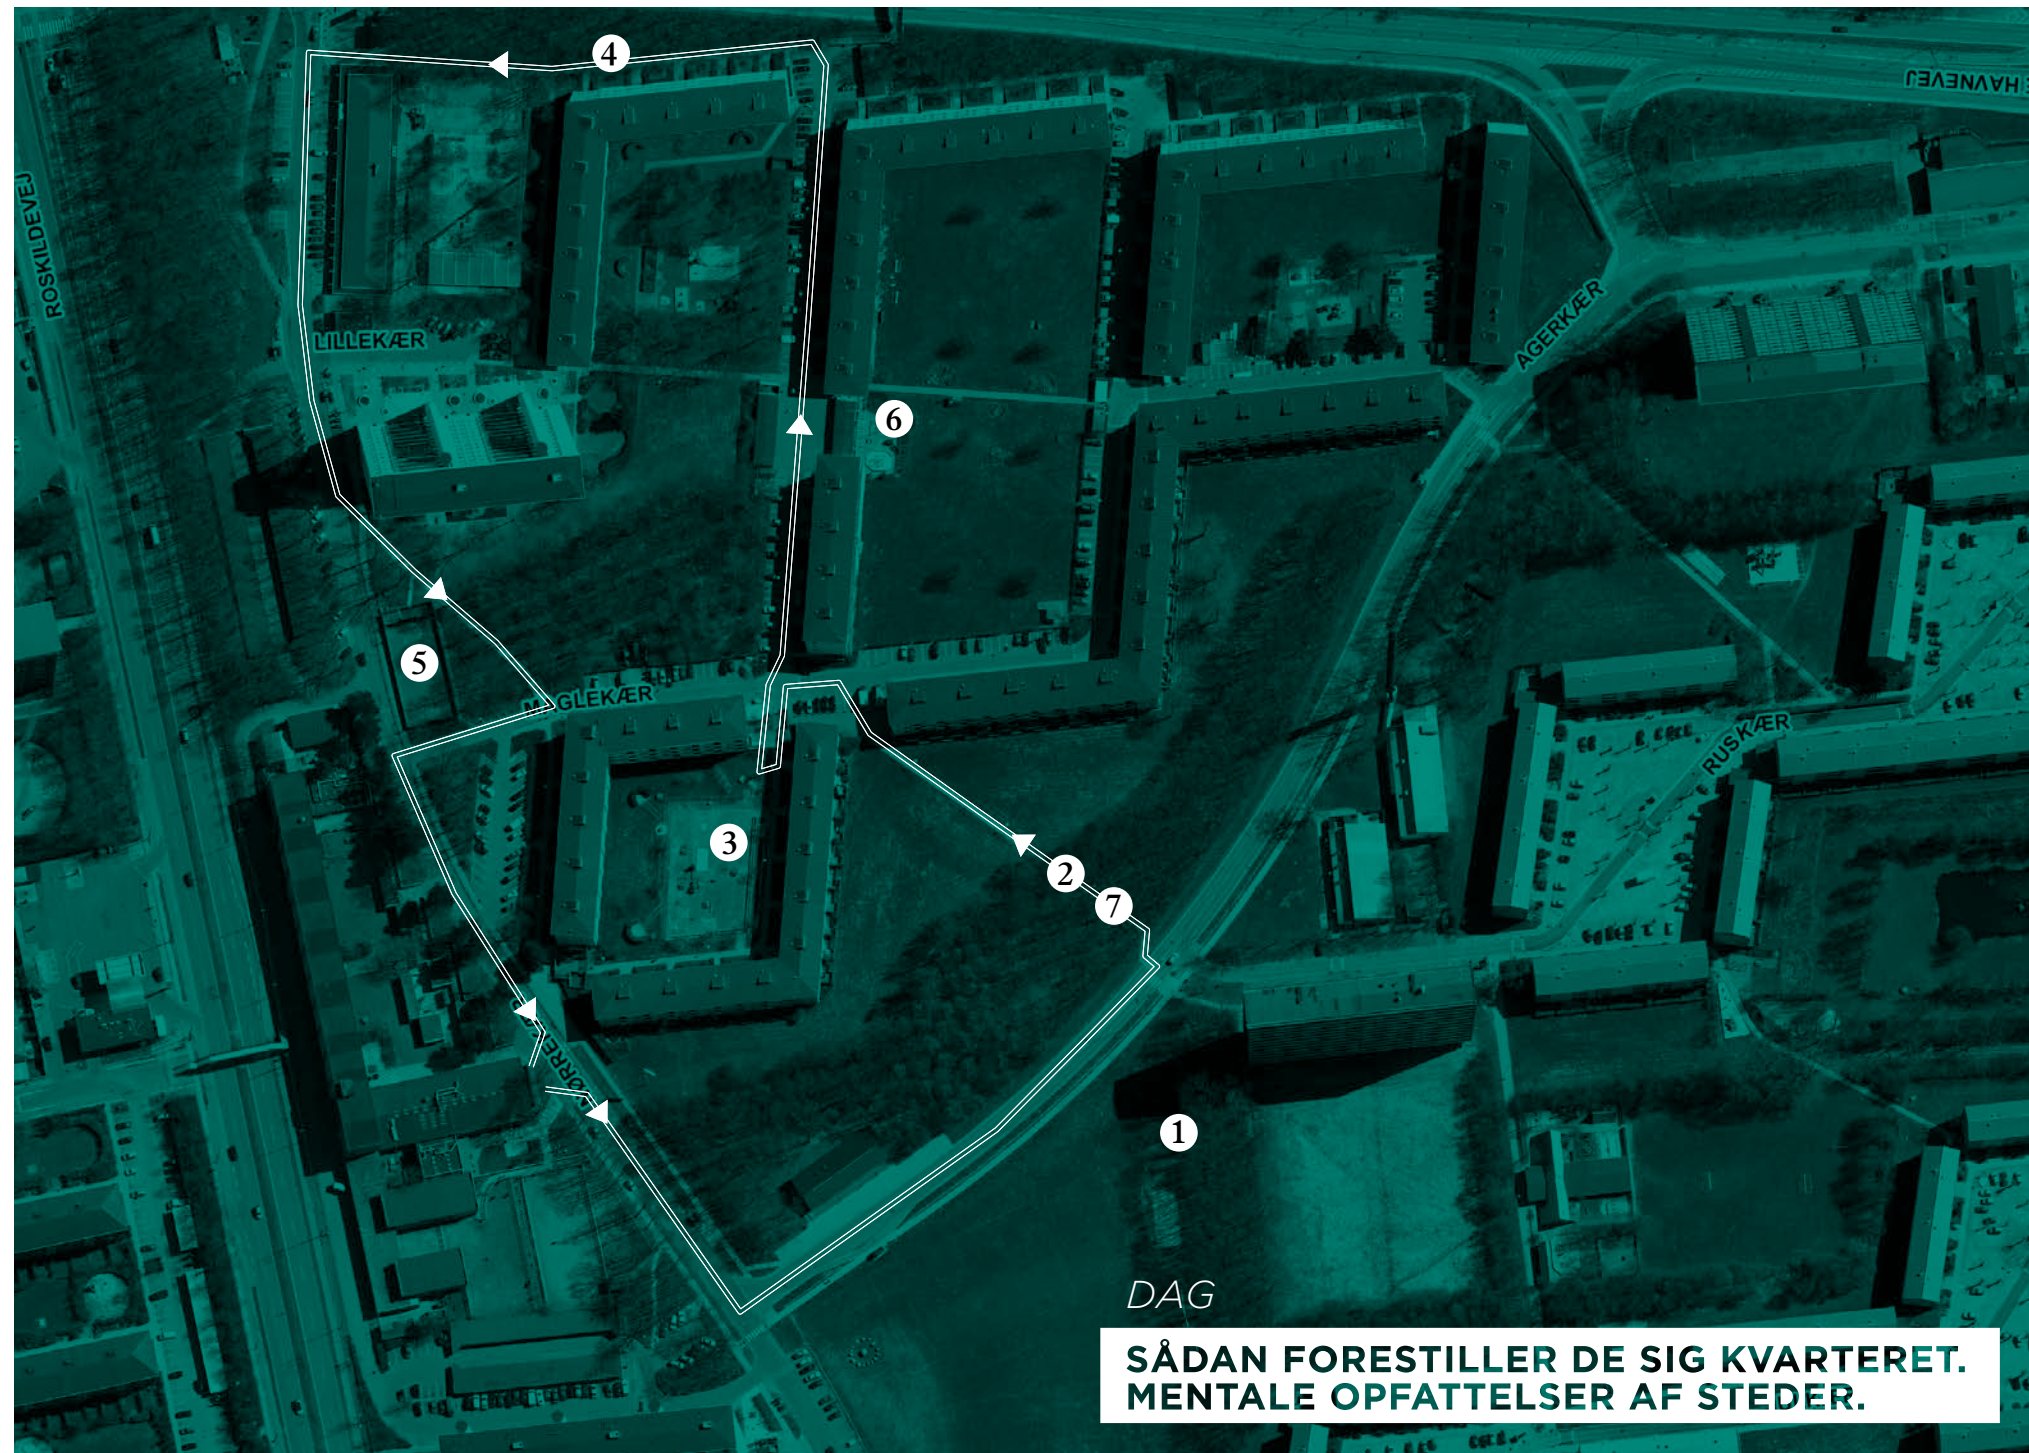 4
E HAVNEVEJ
ROSKILDEVEJ
LILLEKÆR
AGERKÆR
6
5
MAGLEKÆR
RUSKÆR
3
2
7
1
DAG
SÅDAN FORESTILLER DE SIG KVARTERET.
MENTALE OPFATTELSER AF STEDER.